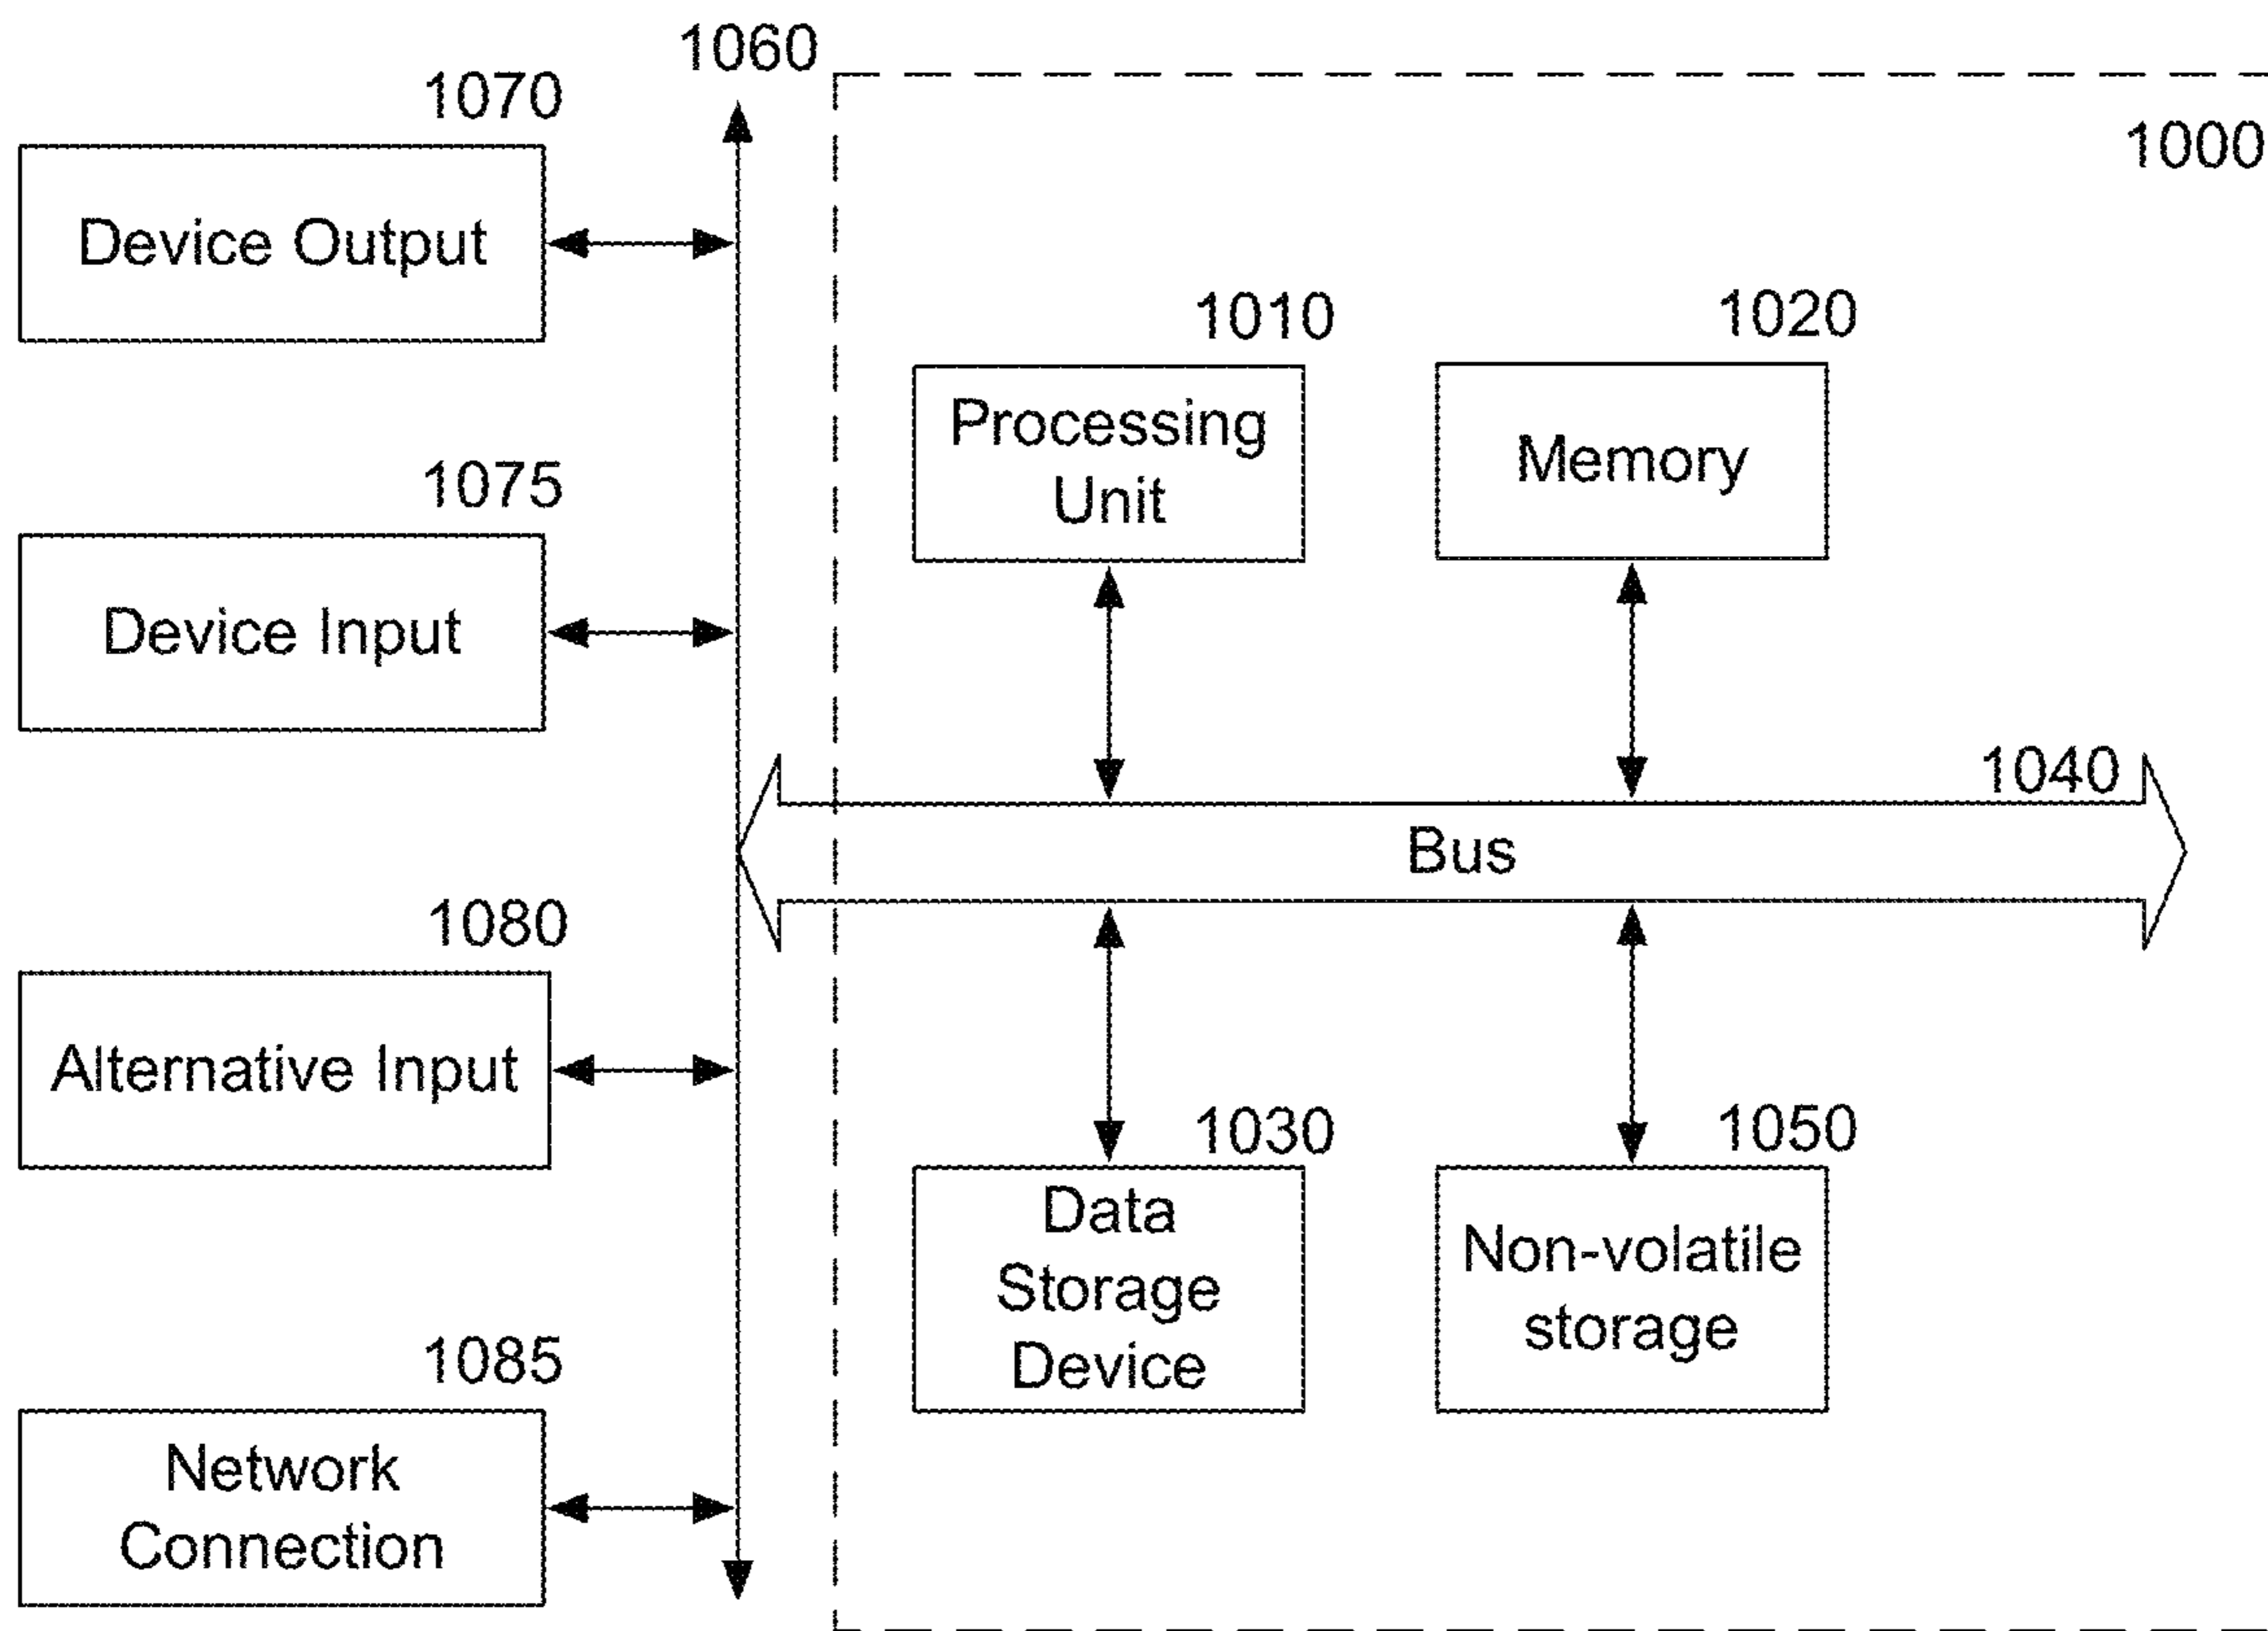 1060
1070
1000
Device Output
1010
1020
Processing
Unit
Memory
1075
Device Input
1040
Bus
1080
Alternative Input
1030
1050
Data
Storage
Device
Non-volatile
storage
1085
Network
Connection